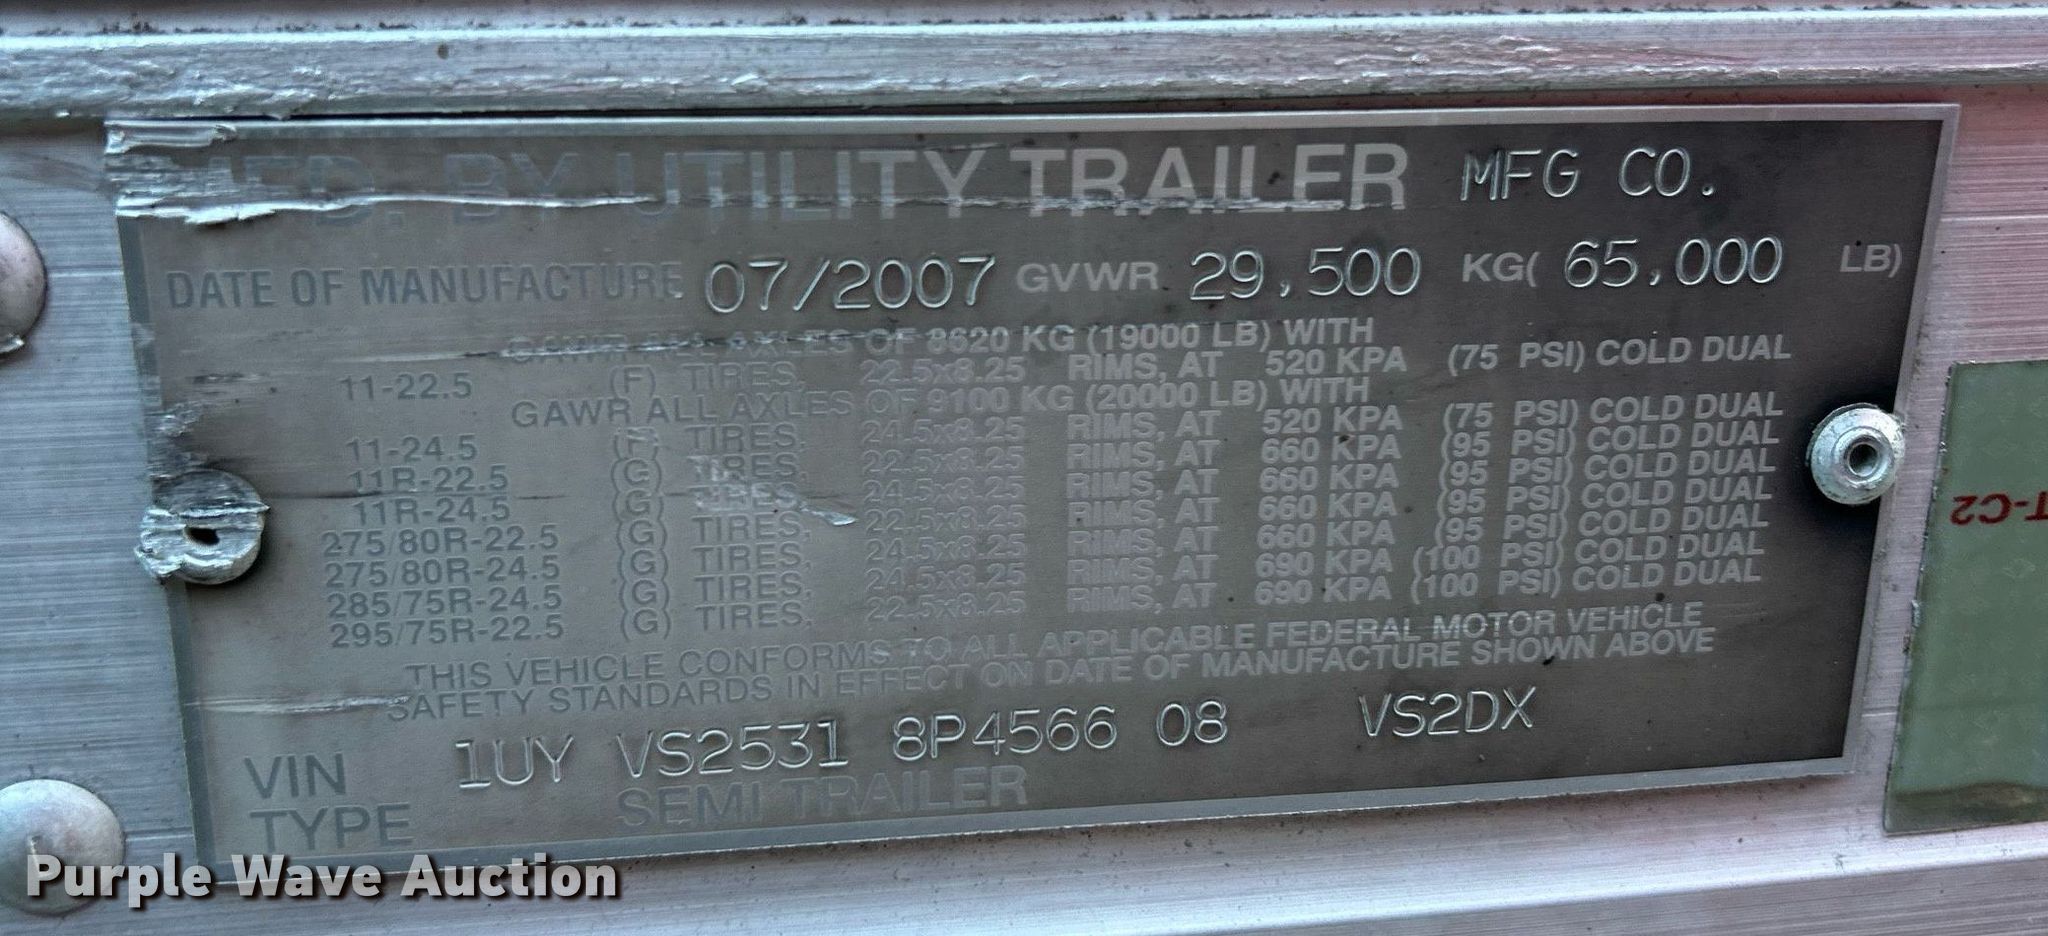 MFD. BY UTILITY TRAILER MFG CO.
DATE OF MANUFACTURE 07/2007 GVWR 29,500 KG( 65,000 LB)
GAWR ALL AXLES OF 8620 KG (19000 LB) WITH
11-22.5 (F) TIRES, 22.5x8.25 RIMS, AT 520 KPA (75 PSI) COLD DUAL
GAWR ALL AXLES OF 9100 KG (20000 LB) WITH
11-24.5 (F) TIRES, 24.5x8.25 RIMS, AT 520 KPA (75 PSI) COLD DUAL
11R-22.5 (G) TIRES, 22.5x8.25 RIMS, AT 660 KPA (95 PSI) COLD DUAL
11R-24.5 (G) TIRES, 24.5x8.25 RIMS, AT 660 KPA (95 PSI) COLD DUAL
275/80R-22.5 (G) TIRES, 22.5x8.25 RIMS, AT 660 KPA (95 PSI) COLD DUAL
275/80R-24.5 (G) TIRES, 24.5x8.25 RIMS, AT 660 KPA (95 PSI) COLD DUAL
285/75R-24.5 (G) TIRES, 24.5x8.25 RIMS, AT 690 KPA (100 PSI) COLD DUAL
295/75R-22.5 (G) TIRES, 22.5x8.25 RIMS, AT 690 KPA (100 PSI) COLD DUAL
THIS VEHICLE CONFORMS TO ALL APPLICABLE FEDERAL MOTOR VEHICLE
SAFETY STANDARDS IN EFFECT ON DATE OF MANUFACTURE SHOWN ABOVE
VIN 1UY VS2531 8P4566 08 VS2DX
TYPE SEMI TRAILER
T-C2
Purple Wave Auction